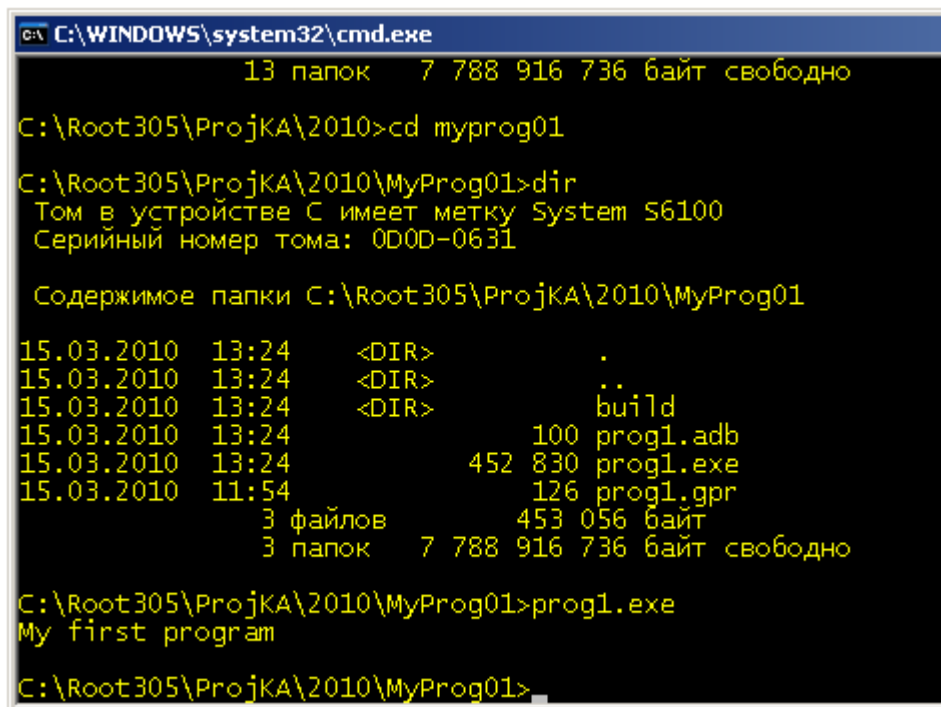 C:\WINDOWS\system32\cmd.exe
13 папок 7 788 916 736 байт свободно
C:\Root305\ProjKA\2010>cd myprog01
C:\Root305\ProjKA\2010\MyProg01>dir
Том в устройстве C имеет метку System S6100
Серийный номер тома: 0D0D-0631
Содержимое папки C:\Root305\ProjKA\2010\MyProg01
15.03.2010 13:24 <DIR> .
15.03.2010 13:24 <DIR> ..
15.03.2010 13:24 <DIR> build
15.03.2010 13:24 100 prog1.adb
15.03.2010 13:24 452 830 prog1.exe
15.03.2010 11:54 126 prog1.gpr
3 файлов 453 056 байт
3 папок 7 788 916 736 байт свободно
C:\Root305\ProjKA\2010\MyProg01>prog1.exe
My first program
C:\Root305\ProjKA\2010\MyProg01>_